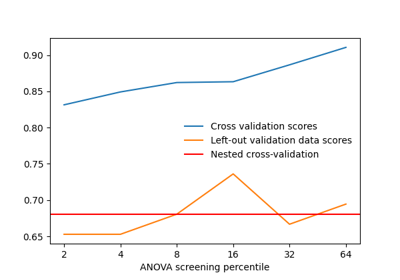 0.90
0.85
0.80
0.75
0.70
0.65
Cross validation scores
Left-out validation data scores
Nested cross-validation
2 4 8 16 32 64
ANOVA screening percentile